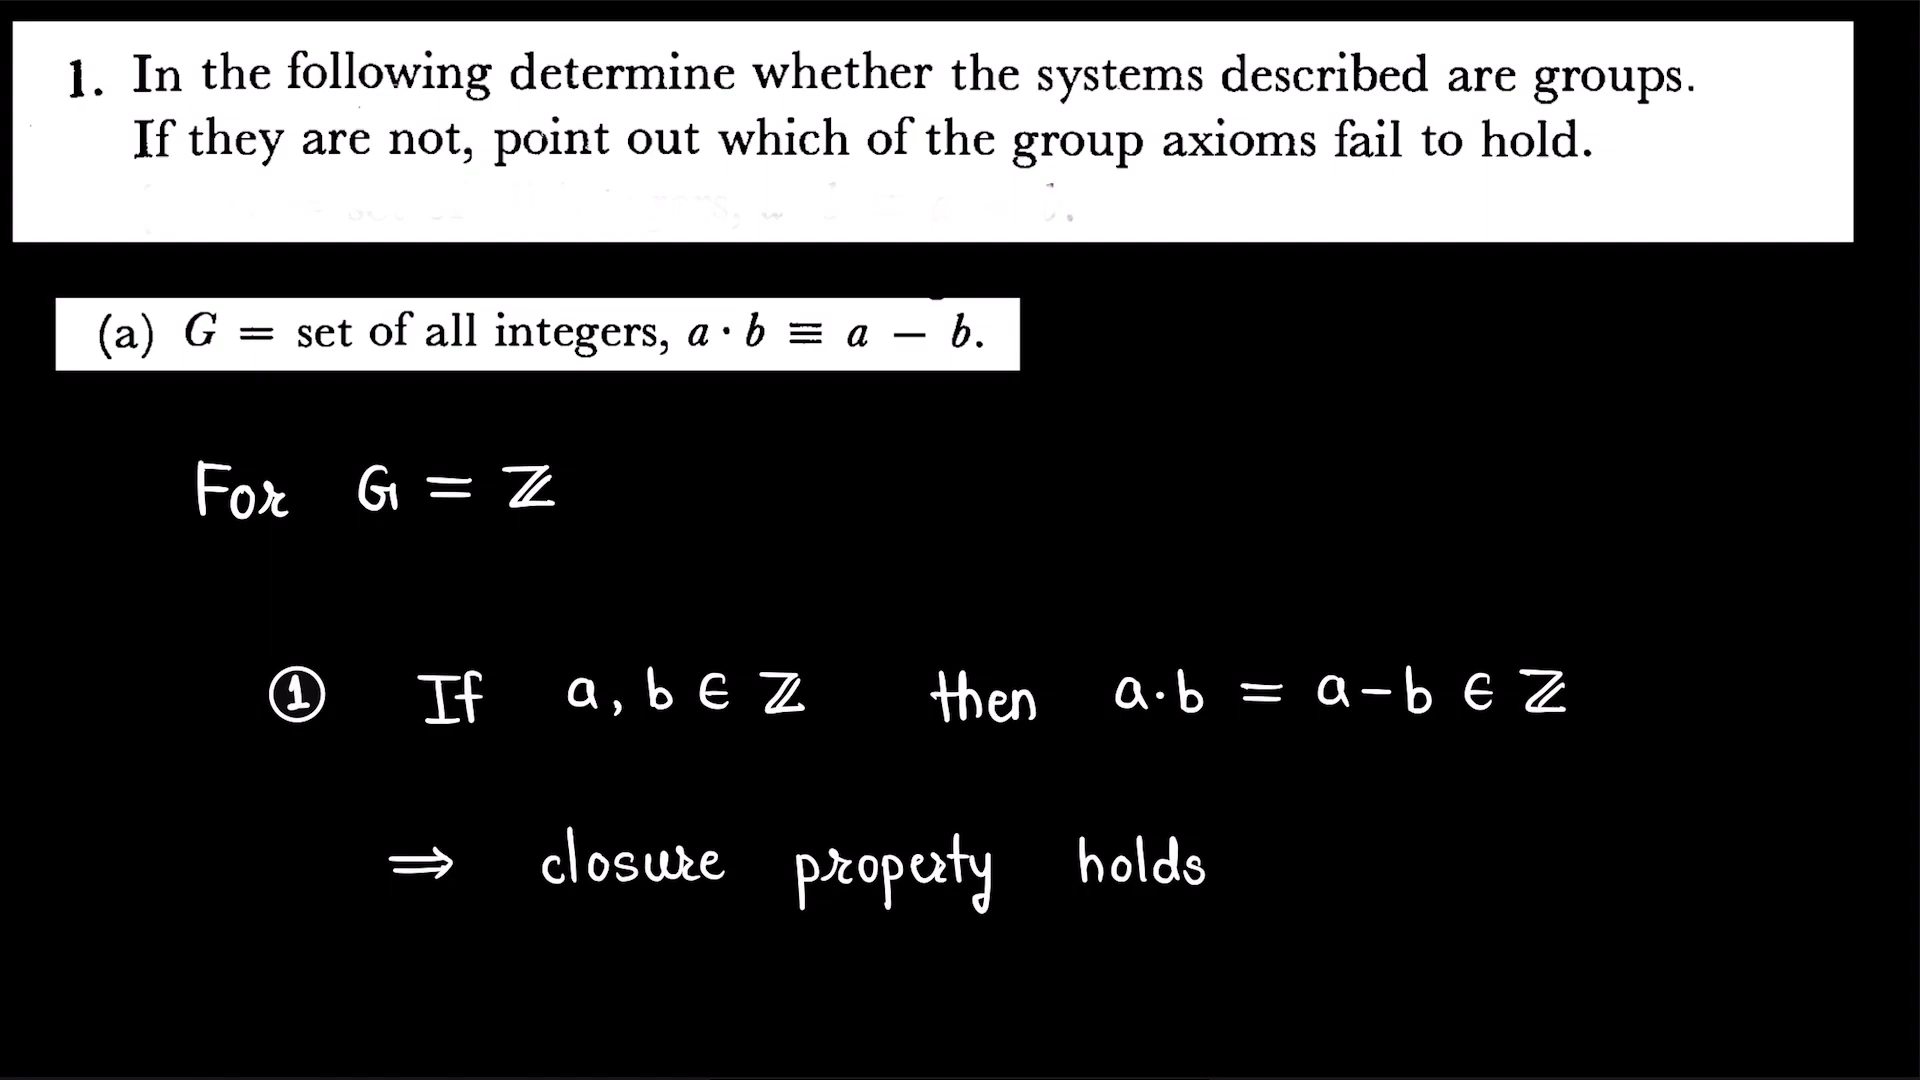 1. In the following determine whether the systems described are groups.
If they are not, point out which of the group axioms fail to hold.
(a) G = set of all integers, a · b ≡ a − b.
For G = ℤ
① If a, b ∈ ℤ then a·b = a-b ∈ ℤ
⇒ closure property holds